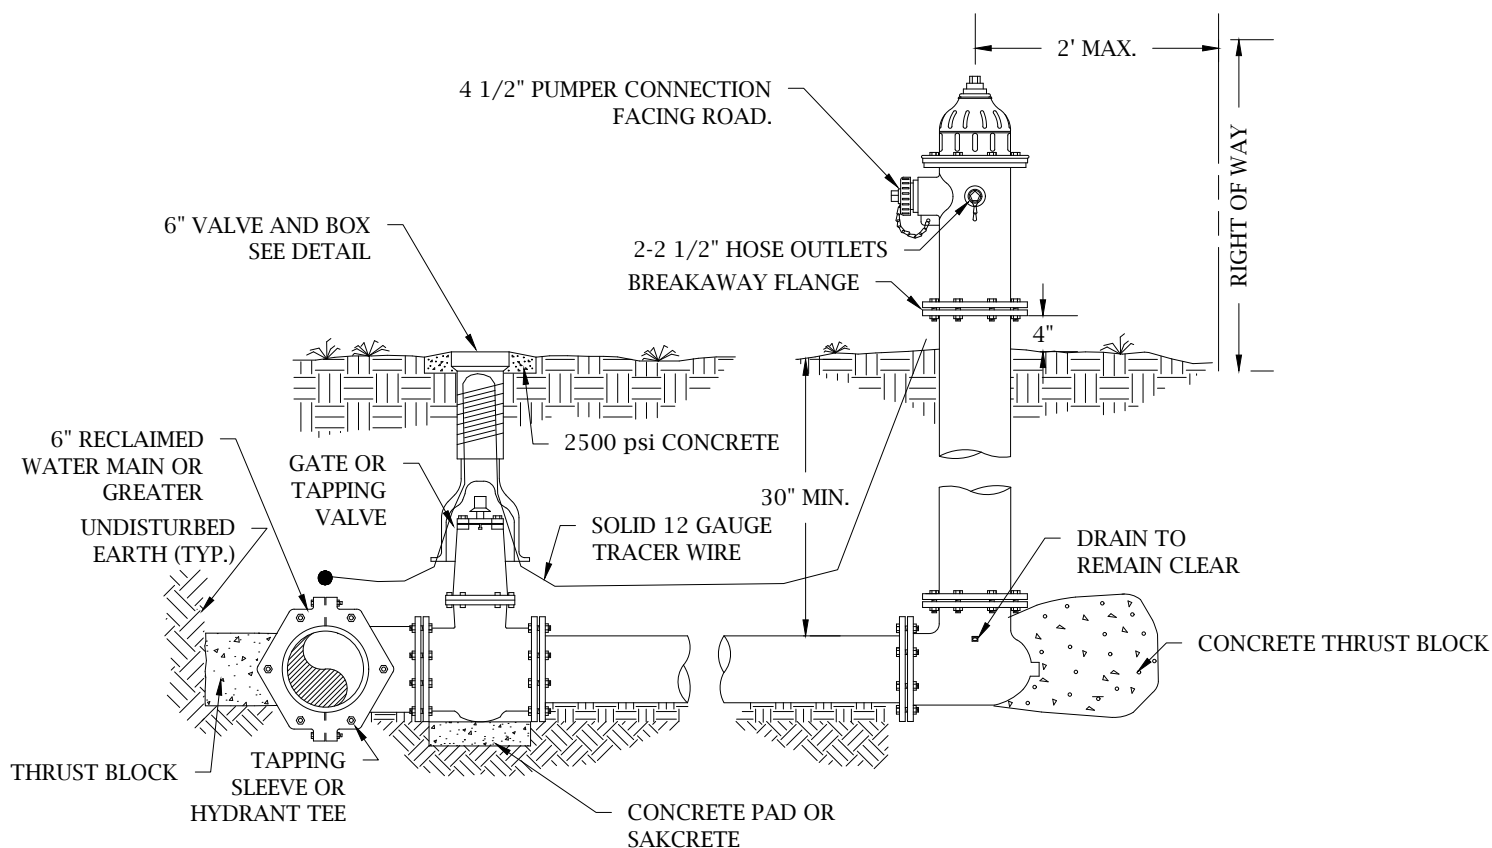 2' MAX.
4 1/2" PUMPER CONNECTION
FACING ROAD.
RIGHT OF WAY
6" VALVE AND BOX
SEE DETAIL
2-2 1/2" HOSE OUTLETS
BREAKAWAY FLANGE
4"
6" RECLAIMED
WATER MAIN OR
GREATER
2500 psi CONCRETE
GATE OR
TAPPING
VALVE
30" MIN.
UNDISTURBED
EARTH (TYP.)
SOLID 12 GAUGE
TRACER WIRE
DRAIN TO
REMAIN CLEAR
CONCRETE THRUST BLOCK
THRUST BLOCK
TAPPING
SLEEVE OR
HYDRANT TEE
CONCRETE PAD OR
SAKCRETE